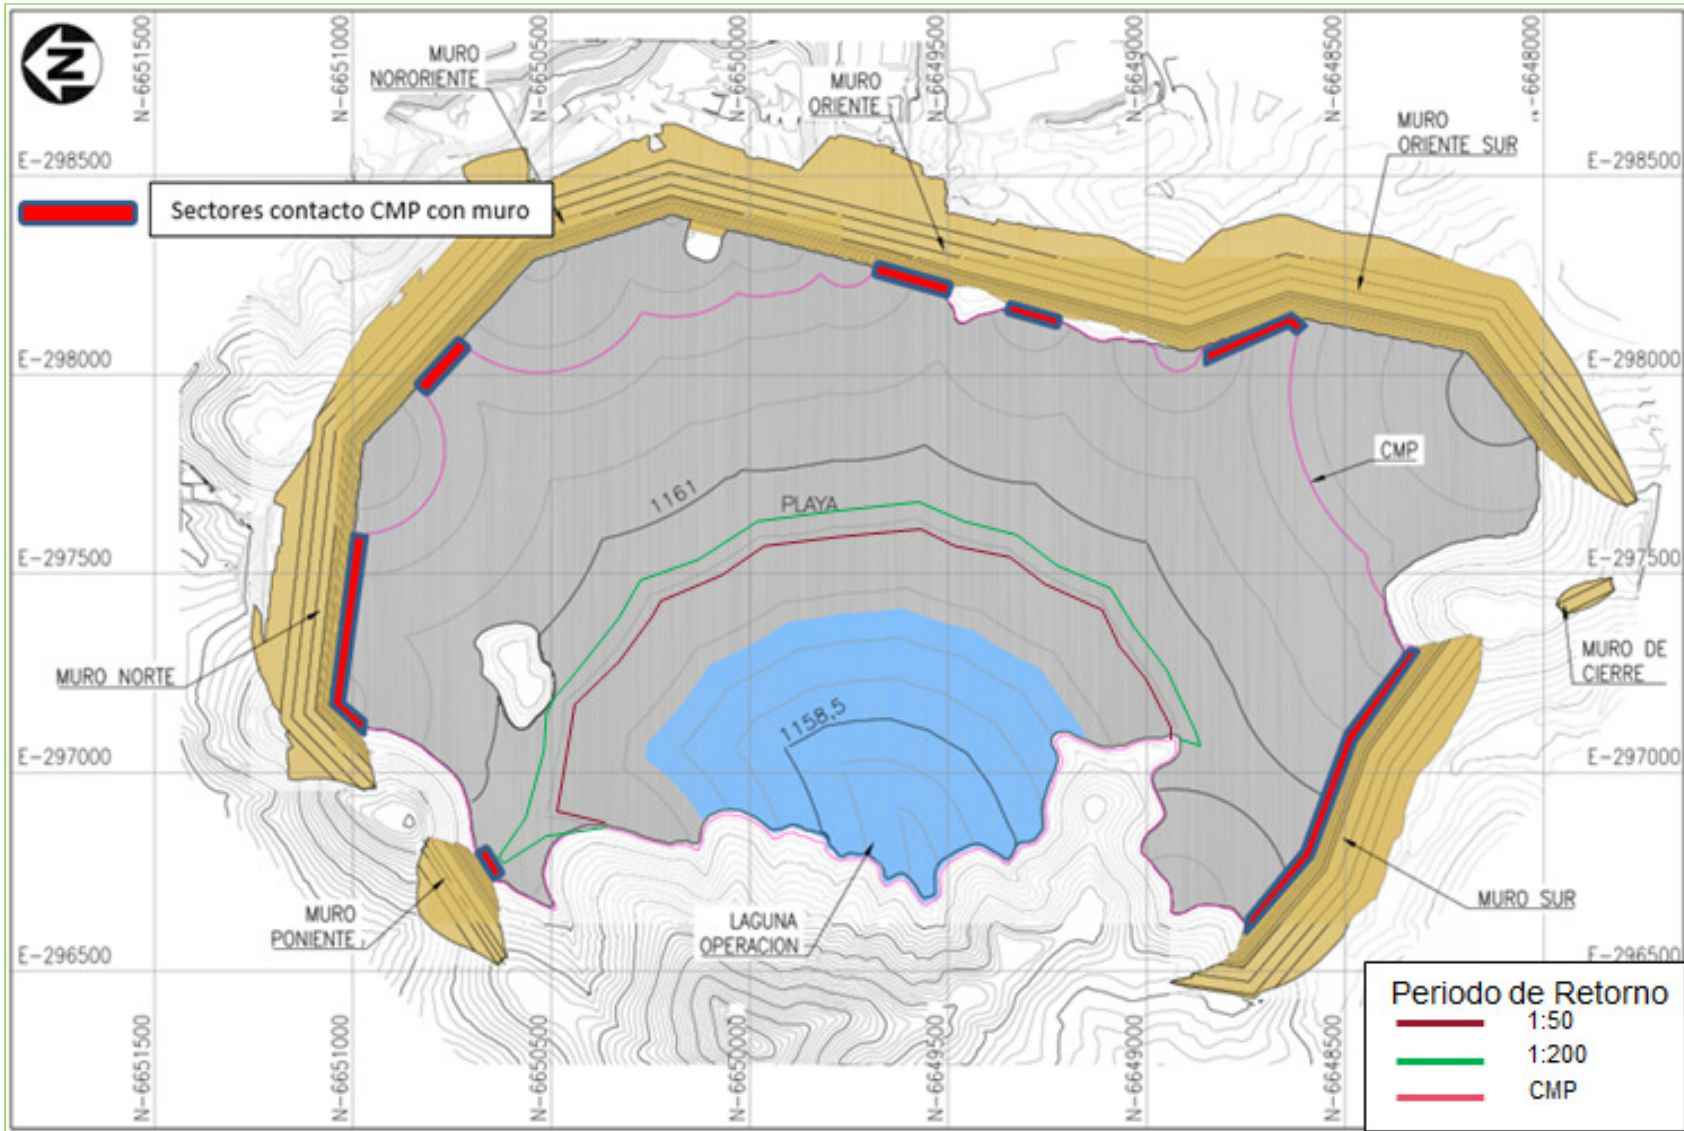 N
N-6651500
N-6651000
N-6650500
N-6650000
N-6649500
N-6649000
N-6648500
N-6648000
MURO
NORORIENTE
MURO
ORIENTE
MURO
ORIENTE SUR
E-298500
E-298500
Sectores contacto CMP con muro
E-298000
E-298000
CMP
1161
PLAYA
E-297500
E-297500
MURO NORTE
MURO DE
CIERRE
1158,5
E-297000
E-297000
MURO
PONIENTE
LAGUNA
OPERACION
MURO SUR
E-296500
E-296500
N-6651500
N-6651000
N-6650500
N-6650000
N-6649500
N-6649000
N-6648500
Periodo de Retorno
1:50
1:200
CMP